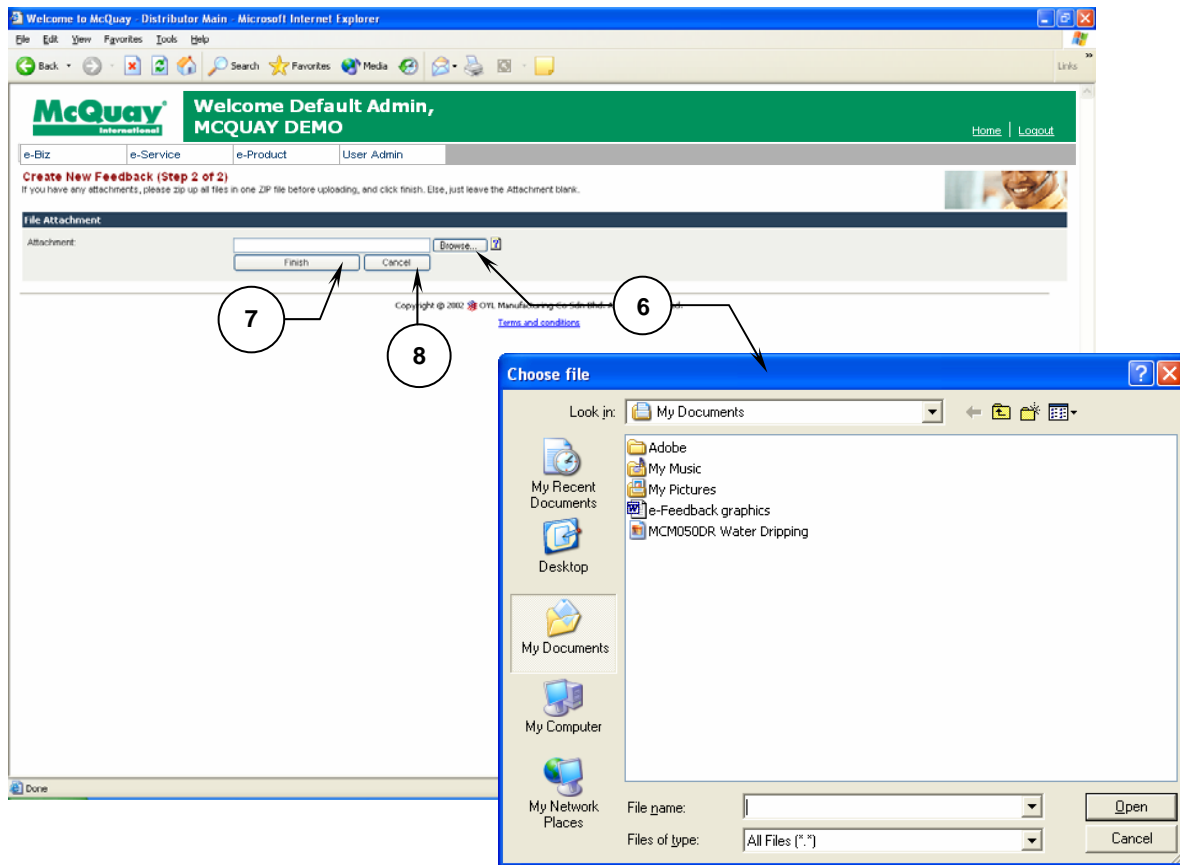 Welcome to McQuay - Distributor Main - Microsoft Internet Explorer
File Edit View Favorites Tools Help
Back Search Favorites Media Links
McQuay International
Welcome Default Admin,
MCQUAY DEMO
Home | Logout
e-Biz e-Service e-Product User Admin
Create New Feedback (Step 2 of 2)
If you have any attachments, please zip up all files in one ZIP file before uploading, and click finish. Else, just leave the Attachment blank.
File Attachment
Attachment: Browse...
Finish Cancel
7
8
6
Copyright @ 2002 OYL Manufacturing Co Sdn Bhd.
Terms and conditions
Choose file
Look in: My Documents
Adobe
My Music
My Pictures
e-Feedback graphics
MCM050DR Water Dripping
My Recent
Documents
Desktop
My Documents
My Computer
My Network
Places
File name: Open
Files of type: All Files (*.*) Cancel
Done